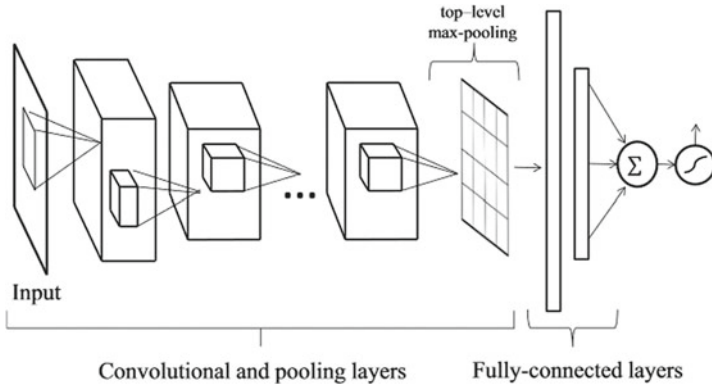 top–level
max-pooling
Σ
Input
Convolutional and pooling layers
Fully-connected layers